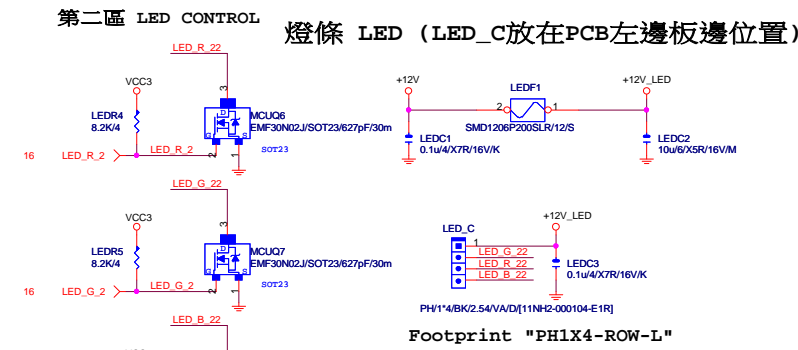 第二區 LED CONTROL
燈條 LED (LED_C放在PCB左邊板邊位置)
LED_R_22
VCC3
LEDR4
8.2K/4
3
D
G
S
MCUQ6
EMF30N02J/SOT23/627pF/30m
SOT23
2
1
16 LED_R_2 LED_R_2
+12V
LEDF1
+12V_LED
2
1
SMD1206P200SLR/12/S
LEDC1
0.1u/4/X7R/16V/K
LEDC2
10u/6/X5R/16V/M
LED_G_22
VCC3
LEDR5
8.2K/4
3
D
G
S
MCUQ7
EMF30N02J/SOT23/627pF/30m
SOT23
2
1
16 LED_G_2 LED_G_2
LED_B_22
LED_C
+12V_LED
1
LED_G_22
LED_R_22
LED_B_22
LEDC3
0.1u/4/X7R/16V/K
PH/1*4/BK/2.54/VA/D/[11NH2-000104-E1R]
Footprint "PH1X4-ROW-L"